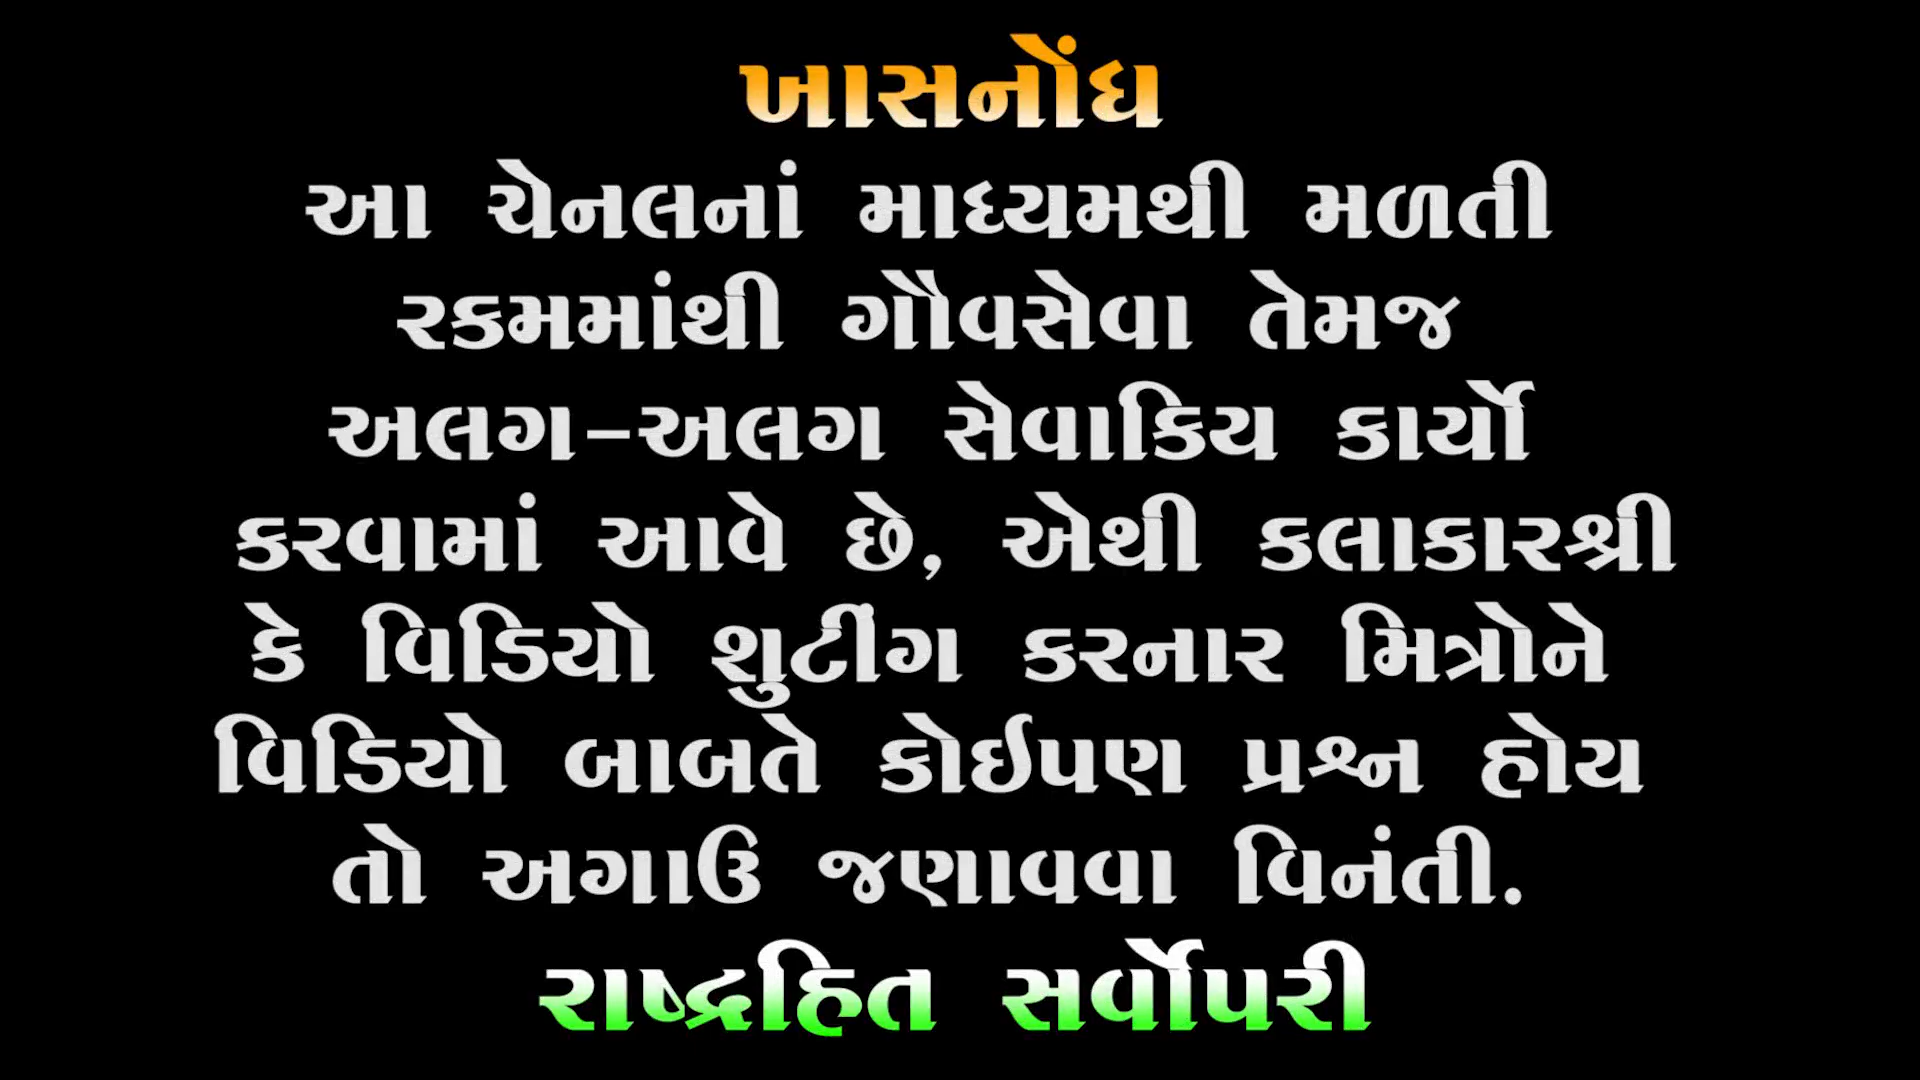 ખાસનોંધ
આ ચેનલનાં માધ્યમથી મળતી
રકમમાંથી ગૌવસેવા તેમજ
અલગ-અલગ સેવાકિય કાર્યો
કરવામાં આવે છે, એથી કલાકારશ્રી
કે વિડિયો શુટીંગ કરનાર મિત્રોને
વિડિયો બાબતે કોઈપણ પ્રશ્ન હોય
તો અગાઉ જણાવવા વિનંતી.
રાષ્ટ્રહિત સર્વોપરી